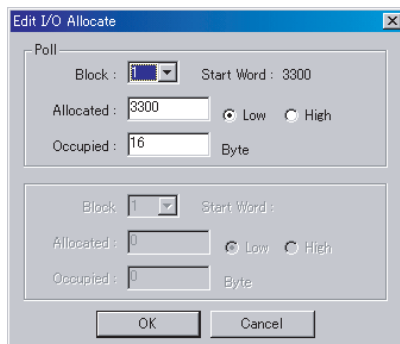 Edit I/O Allocate
Poll
Block : 1 Start Word : 3300
Allocated : 3300 Low High
Occupied : 16 Byte
Block 1 Start Word :
Allocated : 0 Low High
Occupied : 0 Byte
OK Cancel